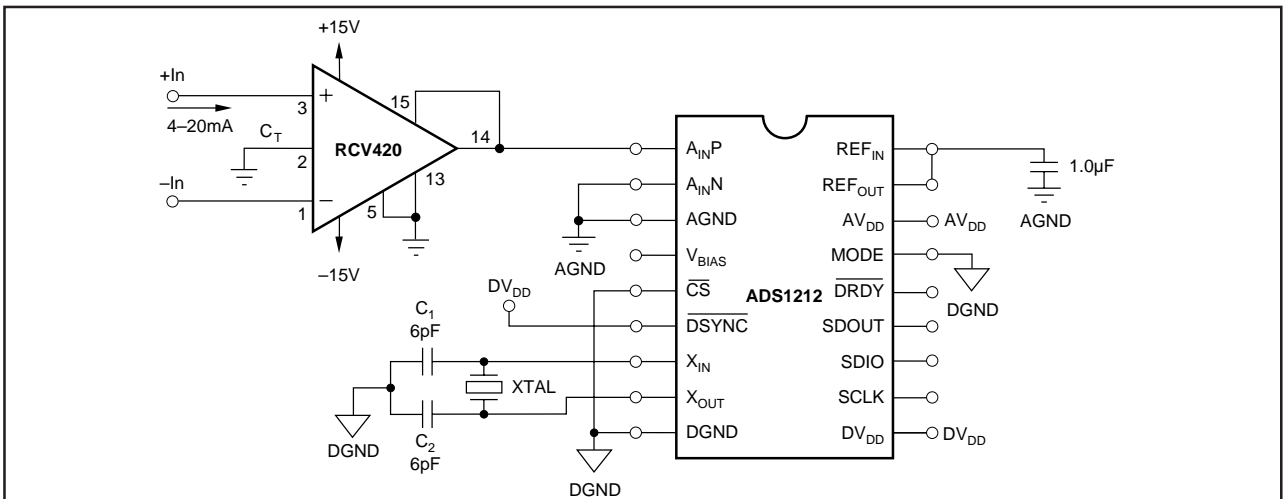 +15V
+In
3
+
15
4–20mA
C_T
2
RCV420
14
13
–In
1
–
5
–15V
A_INP
A_INN
AGND
V_BIAS
CS
DSYNC
X_IN
X_OUT
DGND
ADS1212
REF_IN
REF_OUT
AV_DD
MODE
DRDY
SDOUT
SDIO
SCLK
DV_DD
1.0µF
AGND
AV_DD
DGND
DV_DD
AGND
DV_DD
C_1
6pF
XTAL
C_2
6pF
DGND
DGND